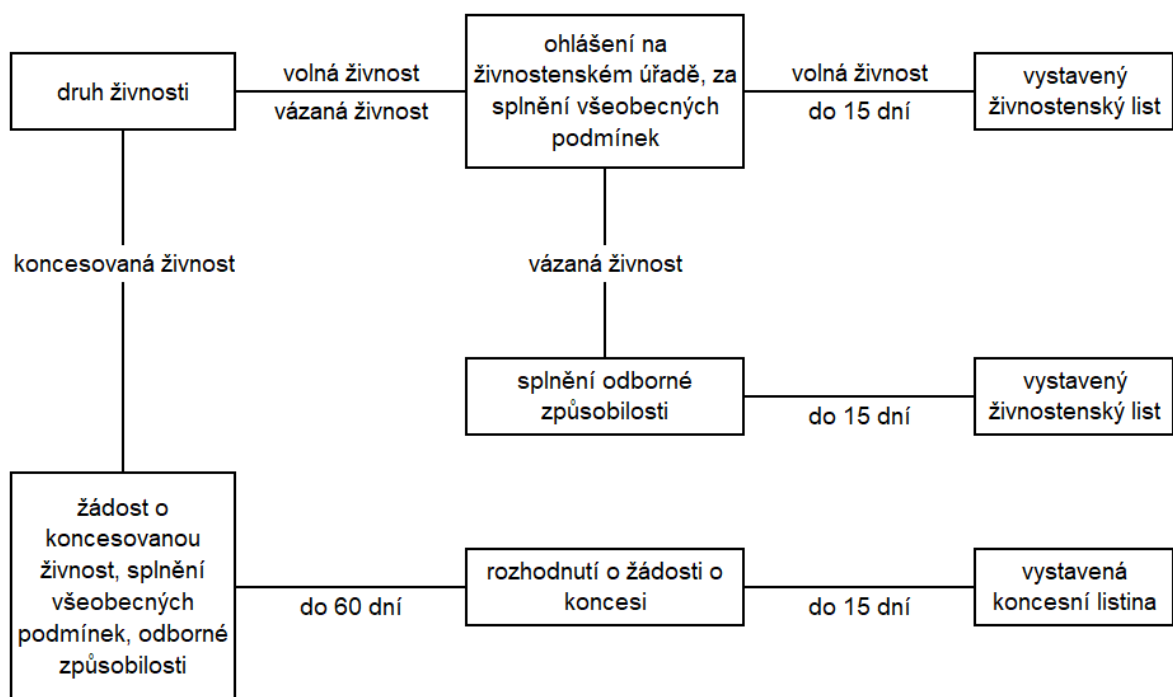 druh živnosti
volná živnost
vázaná živnost
ohlášení na
živnostenském úřadě, za
splnění všeobecných
podmínek
volná živnost
do 15 dní
vystavený
živnostenský list
koncesovaná živnost
vázaná živnost
splnění odborné
způsobilosti
do 15 dní
vystavený
živnostenský list
žádost o
koncesovanou
živnost, splnění
všeobecných
podmínek, odborné
způsobilosti
do 60 dní
rozhodnutí o žádosti o
koncesi
do 15 dní
vystavená
koncesní listina